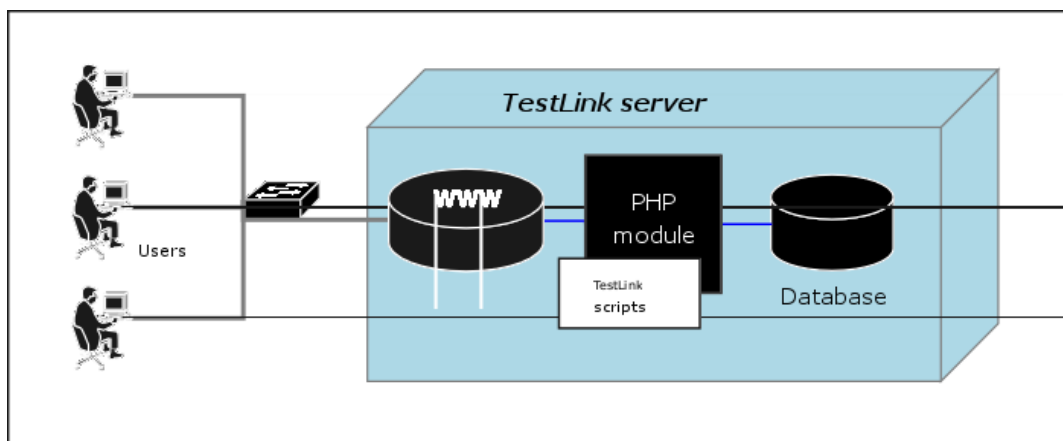 TestLink server
WWW
PHP
module
Users
TestLink
scripts
Database